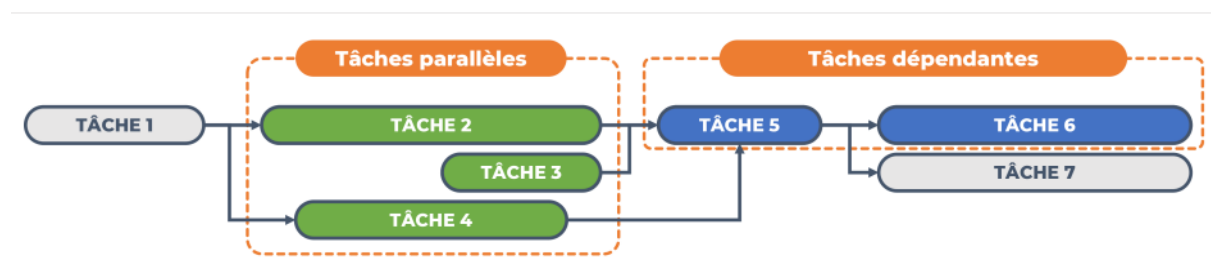 Tâches parallèles
Tâches dépendantes
TÂCHE 1
TÂCHE 2
TÂCHE 5
TÂCHE 6
TÂCHE 3
TÂCHE 7
TÂCHE 4